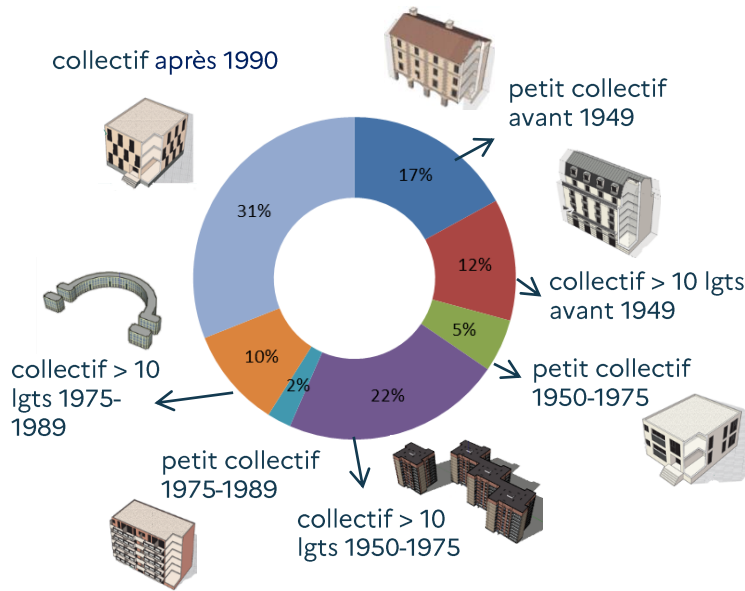 collectif après 1990
petit collectif
avant 1949
17%
31%
12%
collectif > 10 lgts
avant 1949
5%
petit collectif
1950-1975
10%
2%
22%
collectif > 10
lgts 1975-
1989
petit collectif
1975-1989
collectif > 10
lgts 1950-1975